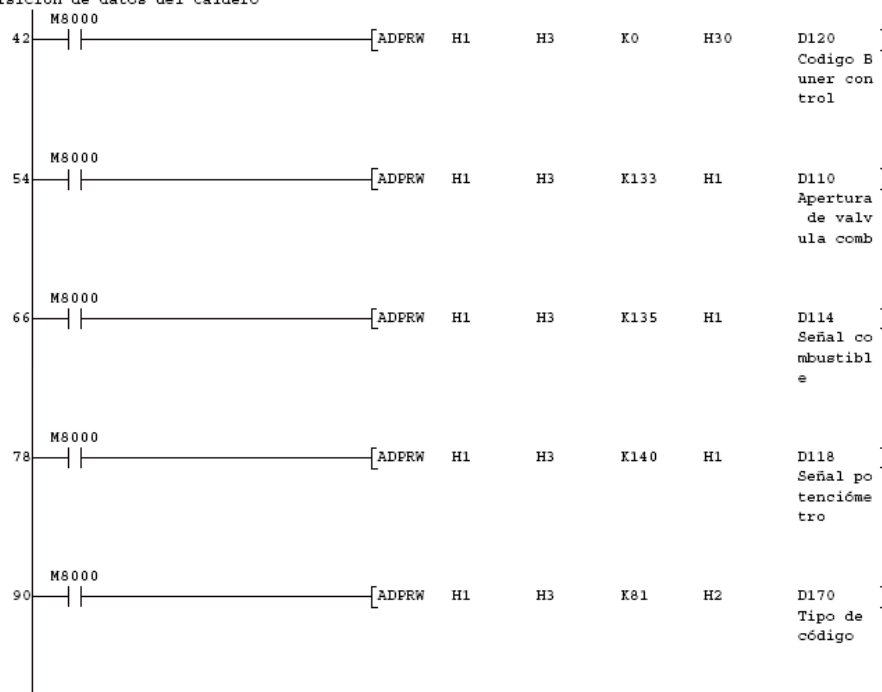 de datos del caldero
M8000
42 ADPRW H1 H3 K0 H30 D120
Codigo B
uner con
trol
M8000
54 ADPRW H1 H3 K133 H1 D110
Apertura
de valv
ula comb
M8000
66 ADPRW H1 H3 K135 H1 D114
Señal co
mbustibl
e
M8000
78 ADPRW H1 H3 K140 H1 D118
Señal po
tencióme
tro
M8000
90 ADPRW H1 H3 K81 H2 D170
Tipo de
código